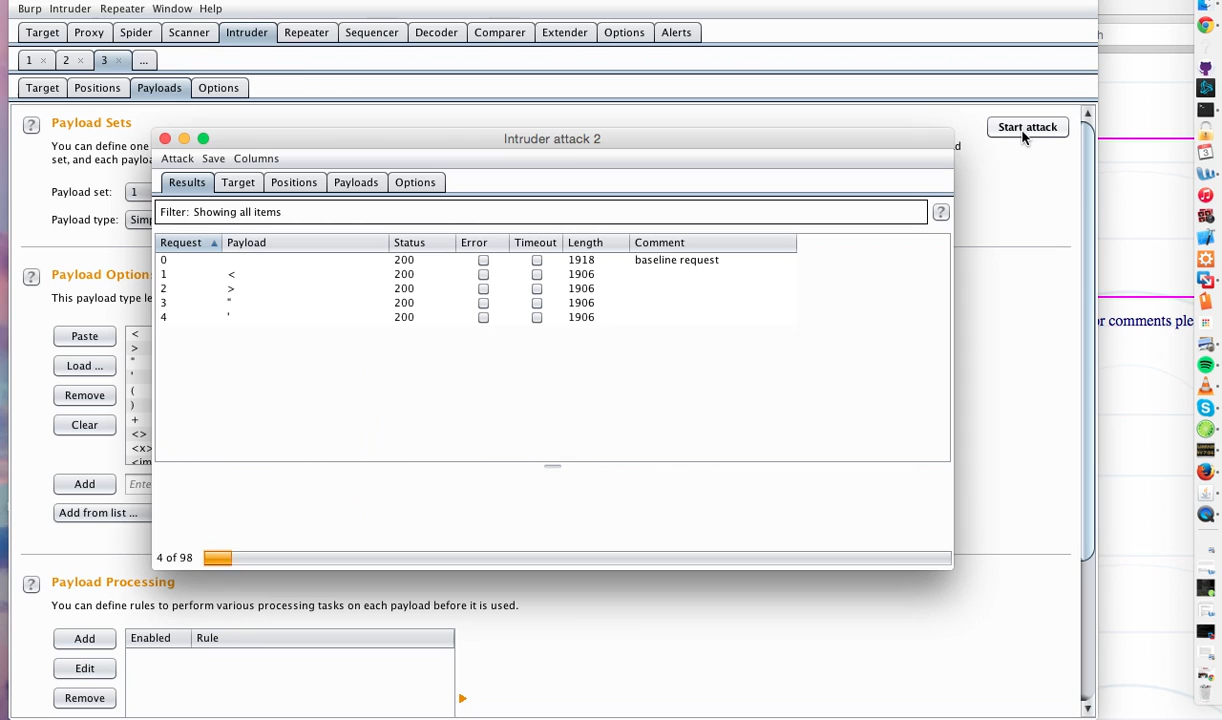 Burp Intruder Repeater Window Help
Target Proxy Spider Scanner Intruder Repeater Sequencer Decoder Comparer Extender Options Alerts
1 × 2 × 3 × ...
Target Positions Payloads Options
? Payload Sets
Start attack
You can define one
d
set, and each paylo
Payload set: 1
Payload type: Sim
Intruder attack 2
Attack Save Columns
Results Target Positions Payloads Options
Filter: Showing all items ?
Request Payload Status Error Timeout Length Comment
0 200 1918 baseline request
1 < 200 1906
2 > 200 1906
3 " 200 1906
4 ' 200 1906
4 of 98
? Payload Option
This payload type le
Paste
Load ...
Remove
Clear
<
>
"
'
(
)
+
<>
<x>
<im
Add Ente
Add from list ...
? Payload Processing
You can define rules to perform various processing tasks on each payload before it is used.
Add
Edit
Remove
Enabled Rule
h
or comments ple
3